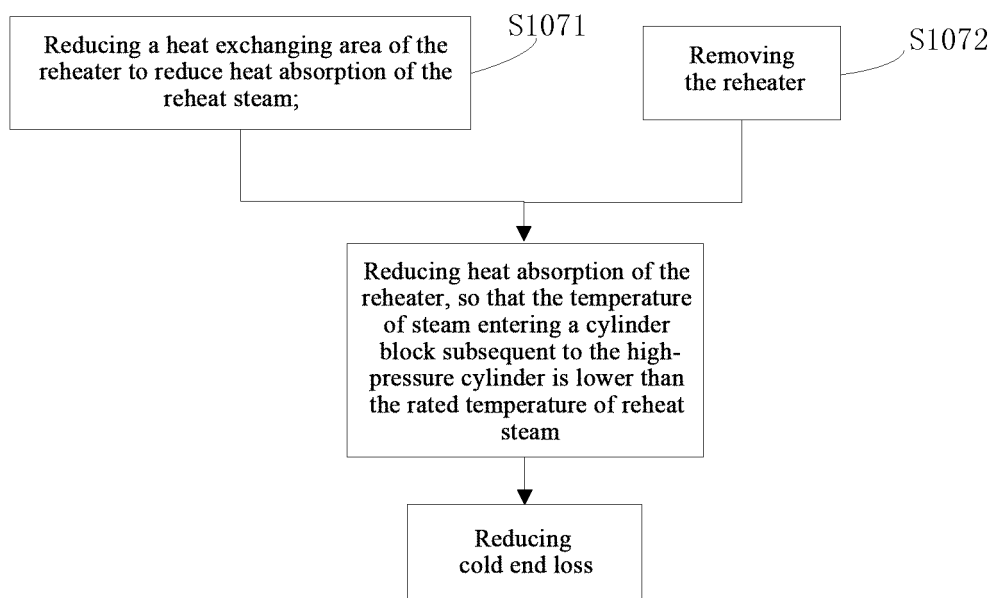 S1071
Reducing a heat exchanging area of the
reheater to reduce heat absorption of the
reheat steam;
S1072
Removing
the reheater
Reducing heat absorption of the
reheater, so that the temperature
of steam entering a cylinder
block subsequent to the high-
pressure cylinder is lower than
the rated temperature of reheat
steam
Reducing
cold end loss